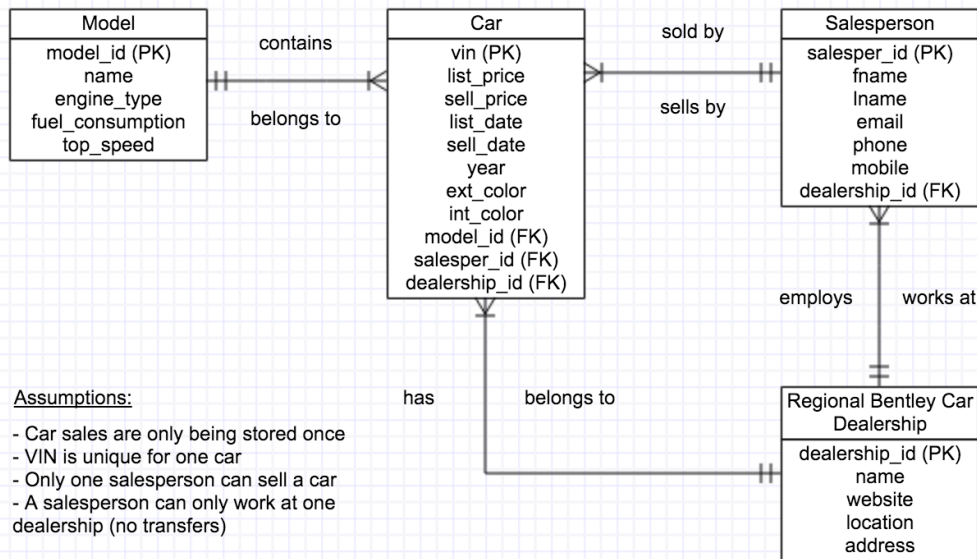 Model
model_id (PK)
name
engine_type
fuel_consumption
top_speed
contains
belongs to
Car
vin (PK)
list_price
sell_price
list_date
sell_date
year
ext_color
int_color
model_id (FK)
salesper_id (FK)
dealership_id (FK)
sold by
sells by
Salesperson
salesper_id (PK)
fname
lname
email
phone
mobile
dealership_id (FK)
employs
works at
has
belongs to
Regional Bentley Car
Dealership
dealership_id (PK)
name
website
location
address
Assumptions:
- Car sales are only being stored once
- VIN is unique for one car
- Only one salesperson can sell a car
- A salesperson can only work at one
dealership (no transfers)